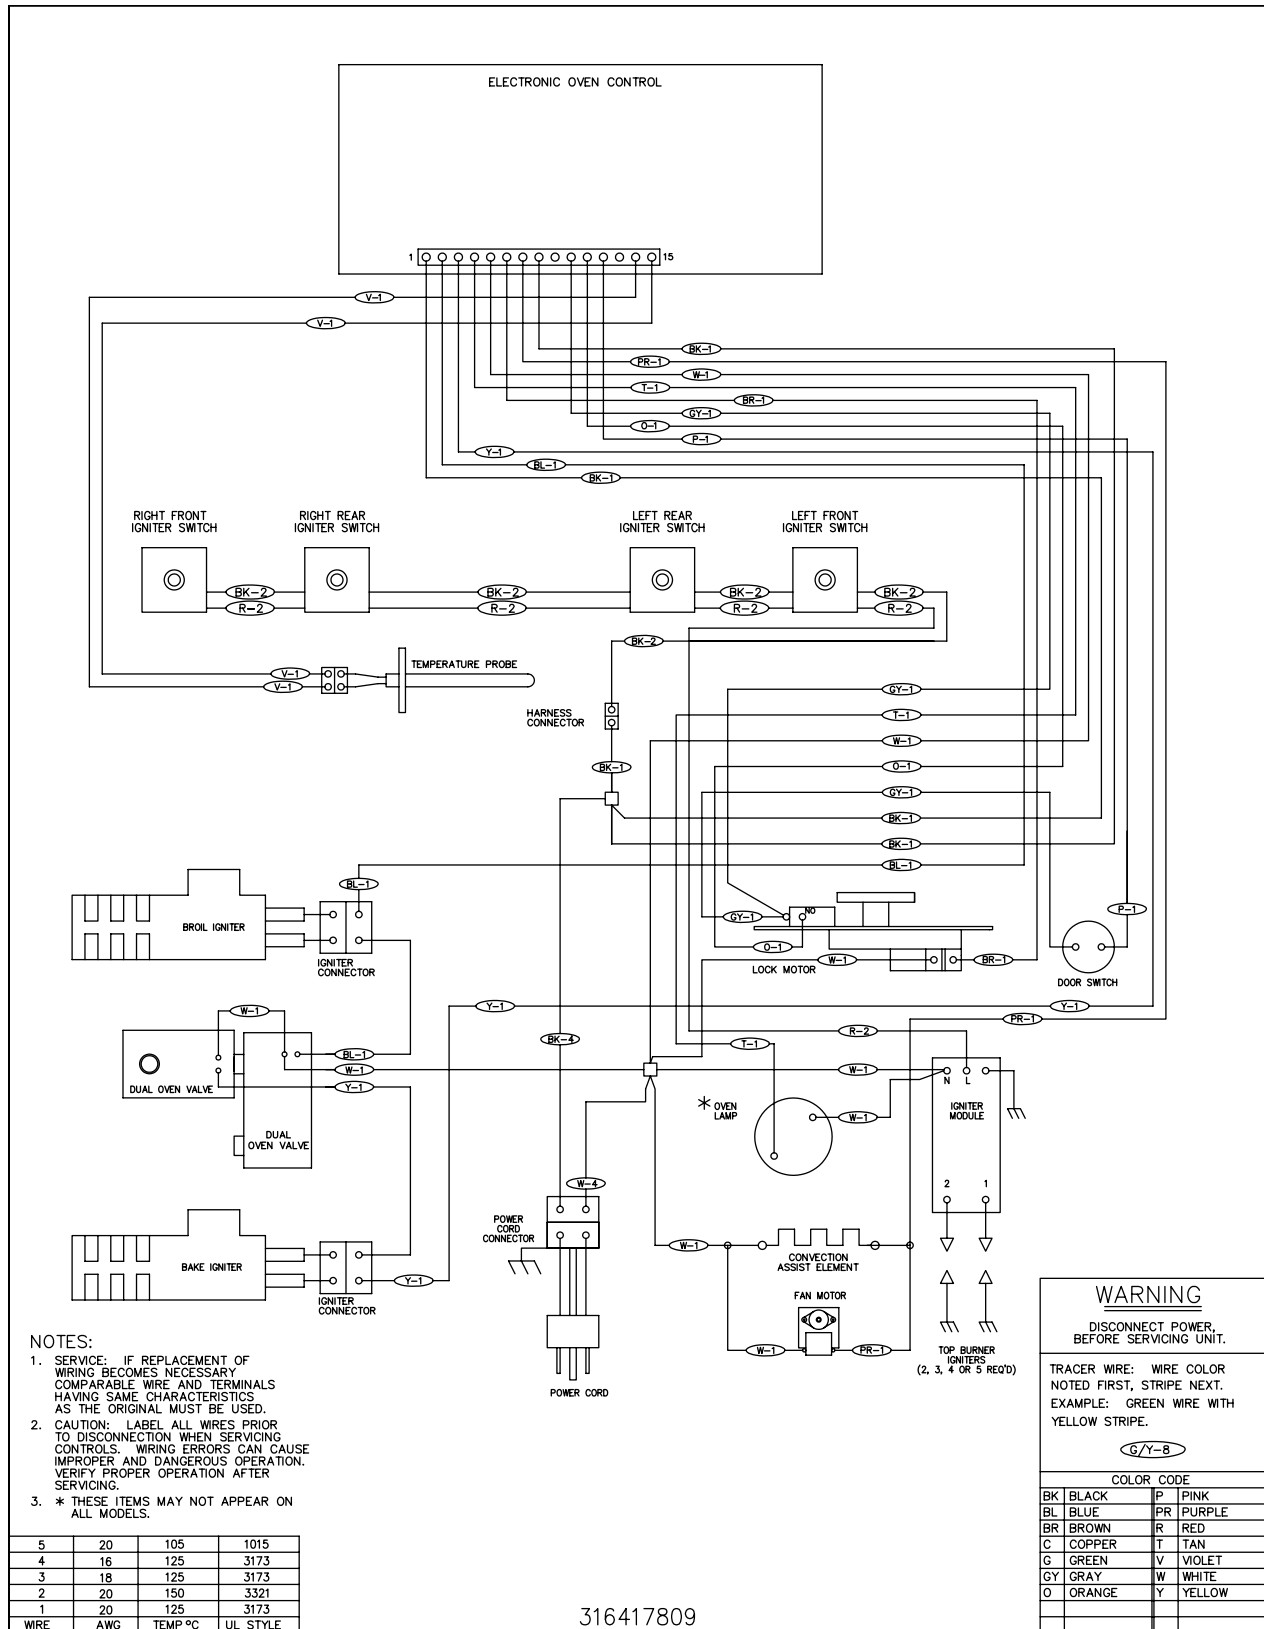 ELECTRONIC OVEN CONTROL
1
15
V-1
V-1
BK-1
PR-1
W-1
T-1
BR-1
GY-1
O-1
P-1
Y-1
BL-1
BK-1
RIGHT FRONT
IGNITER SWITCH
RIGHT REAR
IGNITER SWITCH
LEFT REAR
IGNITER SWITCH
LEFT FRONT
IGNITER SWITCH
BK-2
BK-2
BK-2
BK-2
R-2
R-2
R-2
R-2
BK-2
V-1
V-1
TEMPERATURE PROBE
HARNESS
CONNECTOR
GY-1
T-1
W-1
BK-1
O-1
GY-1
BK-1
BK-1
BL-1
BL-1
BROIL IGNITER
IGNITER
CONNECTOR
NO
GY-1
P-1
O-1
W-1
BR-1
LOCK MOTOR
DOOR SWITCH
Y-1
Y-1
W-1
PR-1
R-2
BK-4
T-1
BL-1
W-1
W-1
Y-1
DUAL OVEN VALVE
DUAL
OVEN VALVE
N
L
IGNITER
MODULE
* OVEN
LAMP
W-1
2
1
W-4
POWER
CORD
CONNECTOR
W-1
CONVECTION
ASSIST ELEMENT
BAKE IGNITER
Y-1
IGNITER
CONNECTOR
FAN MOTOR
W-1
PR-1
TOP BURNER
IGNITERS
(2, 3, 4 OR 5 REQ'D)
POWER CORD
NOTES:
1. SERVICE: IF REPLACEMENT OF
WIRING BECOMES NECESSARY
COMPARABLE WIRE AND TERMINALS
HAVING SAME CHARACTERISTICS
AS THE ORIGINAL MUST BE USED.
2. CAUTION: LABEL ALL WIRES PRIOR
TO DISCONNECTION WHEN SERVICING
CONTROLS. WIRING ERRORS CAN CAUSE
IMPROPER AND DANGEROUS OPERATION.
VERIFY PROPER OPERATION AFTER
SERVICING.
3. * THESE ITEMS MAY NOT APPEAR ON
ALL MODELS.
5 20 105 1015
4 16 125 3173
3 18 125 3173
2 20 150 3321
1 20 125 3173
WIRE AWG TEMP °C UL STYLE
316417809
WARNING
DISCONNECT POWER,
BEFORE SERVICING UNIT.
TRACER WIRE: WIRE COLOR
NOTED FIRST, STRIPE NEXT.
EXAMPLE: GREEN WIRE WITH
YELLOW STRIPE.
G/Y-8
COLOR CODE
BK BLACK P PINK
BL BLUE PR PURPLE
BR BROWN R RED
C COPPER T TAN
G GREEN V VIOLET
GY GRAY W WHITE
O ORANGE Y YELLOW